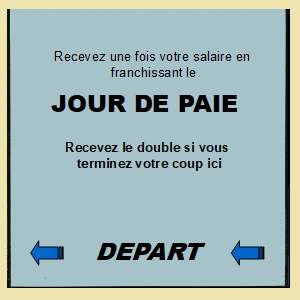 Recevez une fois votre salaire en
franchissant le
JOUR DE PAIE
Recevez le double si vous
terminez votre coup ici
DEPART